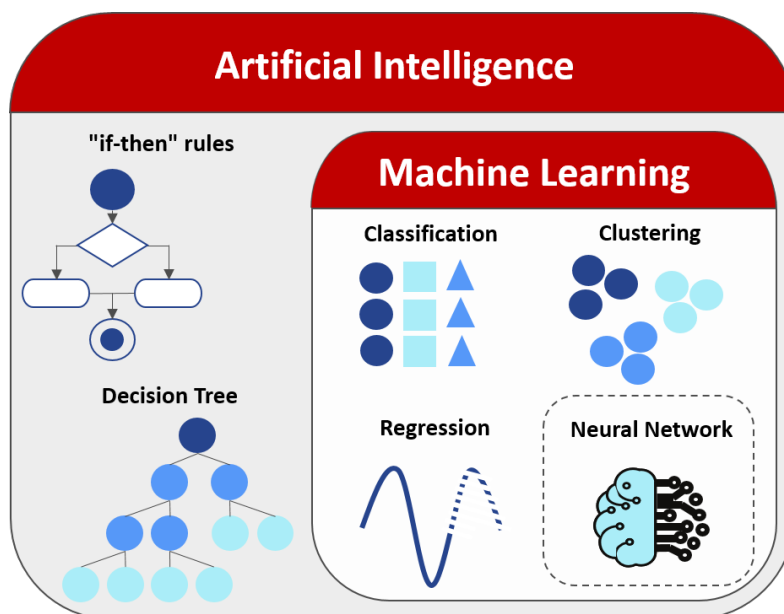 Artificial Intelligence
"if-then" rules
Machine Learning
Classification
Clustering
Decision Tree
Regression
Neural Network